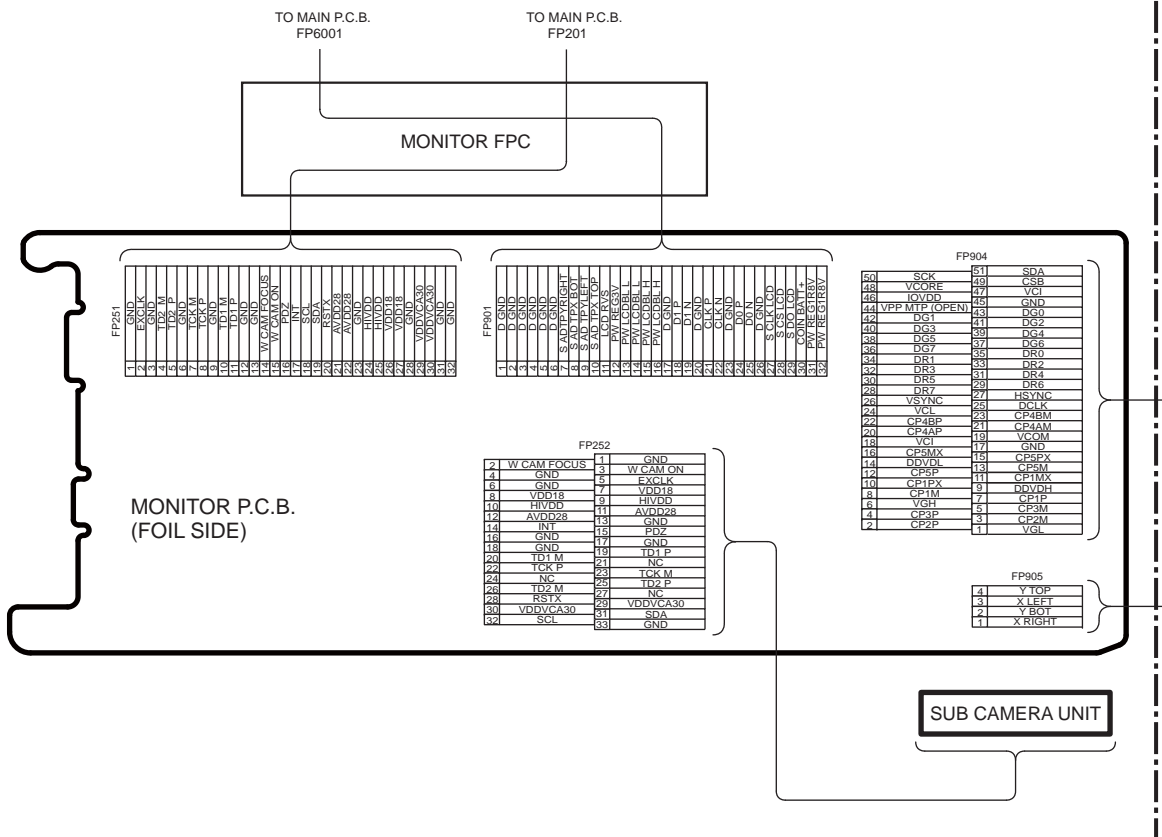 TO MAIN P.C.B.
FP6001
TO MAIN P.C.B.
FP201
MONITOR FPC
FP251
1 GND
2 EXCLK
3 GND
4 TD2 M
5 TD2 P
6 GND
7 TCK M
8 TCK P
9 GND
10 TD1 M
11 TD1 P
12 GND
13 GND
14 W CAM FOCUS
15 W CAM ON
16 PDZ
17 INT
18 SCL
19 SDA
20 RSTX
21 AVDD28
22 AVDD28
23 GND
24 HIVDD
25 HIVDD
26 VDD18
27 VDD18
28 GND
29 VDDVCA30
30 VDDVCA30
31 GND
32 GND
FP901
1 D GND
2 D GND
3 D GND
4 D GND
5 D GND
6 D GND
7 S ADTPYRIGHT
8 S AD TPX BOT
9 S AD TPYLEFT
10 S AD TPX TOP
11 LCD RV/S
12 PW REG3V
13 PW LCDBL L
14 PW LCDBL L
15 PW LCDBL H
16 PW LCDBL H
17 D GND
18 D1 P
19 D1 N
20 D GND
21 CLK P
22 CLK N
23 D GND
24 D0 P
25 D0 N
26 D GND
27 S CLK LCD
28 S CS LCD
29 S DO LCD
30 COIN BATT+
31 PW REG1R8V
32 PW REG1R8V
FP904
51 SDA
50 SCK
49 CSB
48 VCORE
47 VCI
46 IOVDD
45 GND
44 VPP MTP (OPEN)
43 DG0
42 DG1
41 DG2
40 DG3
39 DG4
38 DG5
37 DG6
36 DG7
35 DR0
34 DR1
33 DR2
32 DR3
31 DR4
30 DR5
29 DR6
28 DR7
27 HSYNC
26 VSYNC
25 DCLK
24 VCL
23 CP4BM
22 CP4BP
21 CP4AM
20 CP4AP
19 VCOM
18 VCI
17 GND
16 CP5MX
15 CP5PX
14 DDVDL
13 CP5M
12 CP5P
11 CP1MX
10 CP1PX
9 DDVDH
8 CP1M
7 CP1P
6 VGH
5 CP3M
4 CP3P
3 CP2M
2 CP2P
1 VGL
FP252
1 GND
2 W CAM FOCUS
3 W CAM ON
4 GND
5 EXCLK
6 GND
7 VDD18
8 VDD18
9 HIVDD
10 HIVDD
11 AVDD28
12 AVDD28
13 GND
14 INT
15 PDZ
16 GND
17 GND
18 GND
19 TD1 P
20 TD1 M
21 NC
22 TCK P
23 TCK M
24 NC
25 TD2 P
26 TD2 M
27 NC
28 RSTX
29 VDDVCA30
30 VDDVCA30
31 SDA
32 SCL
33 GND
MONITOR P.C.B.
(FOIL SIDE)
FP905
4 Y TOP
3 X LEFT
2 Y BOT
1 X RIGHT
SUB CAMERA UNIT